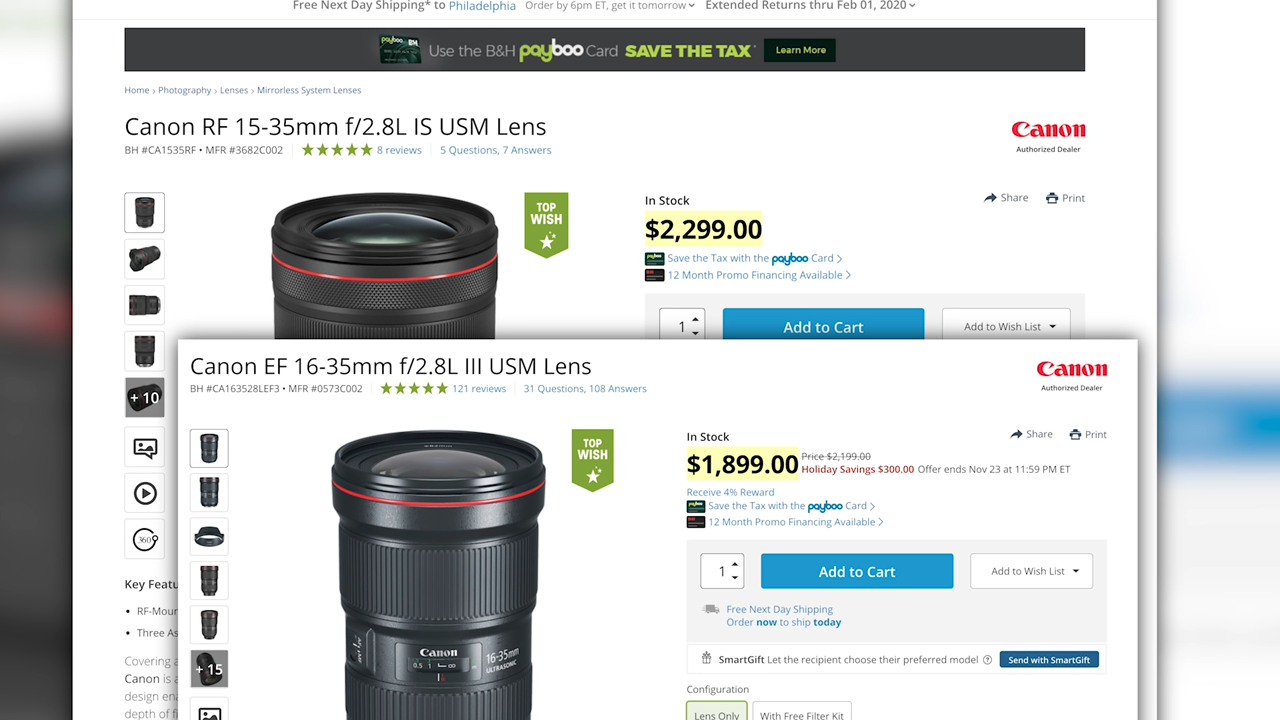 Free Next Day Shipping* to Philadelphia Order by 6pm ET, get it tomorrow Extended Returns thru Feb 01, 2020
payboo BH Use the B&H payboo Card SAVE THE TAX* Learn More
Home › Photography › Lenses › Mirrorless System Lenses
Canon RF 15-35mm f/2.8L IS USM Lens
Canon
BH #CA1535RF • MFR #3682C002 8 reviews 5 Questions, 7 Answers
Authorized Dealer
TOP
WISH
In Stock
Share Print
$2,299.00
Save the Tax with the payboo Card >
12 Month Promo Financing Available >
1 Add to Cart Add to Wish List
+ 10
360°
Key Featu
• RF-Moun
• Three As
Covering a
Canon is a
design ena
depth of fi
Canon EF 16-35mm f/2.8L III USM Lens
Canon
BH #CA163528LEF3 • MFR #0573C002 121 reviews 31 Questions, 108 Answers
Authorized Dealer
TOP
WISH
In Stock
Share Print
$1,899.00 Price $2,199.00
Holiday Savings $300.00 Offer ends Nov 23 at 11:59 PM ET
Receive 4% Reward
Save the Tax with the payboo Card >
12 Month Promo Financing Available >
1 Add to Cart Add to Wish List
Free Next Day Shipping
Order now to ship today
SmartGift Let the recipient choose their preferred model ? Send with SmartGift
Configuration
Lens Only With Free Filter Kit
+ 15
Canon
0.5 1 ∞
16-35mm
ULTRASONIC